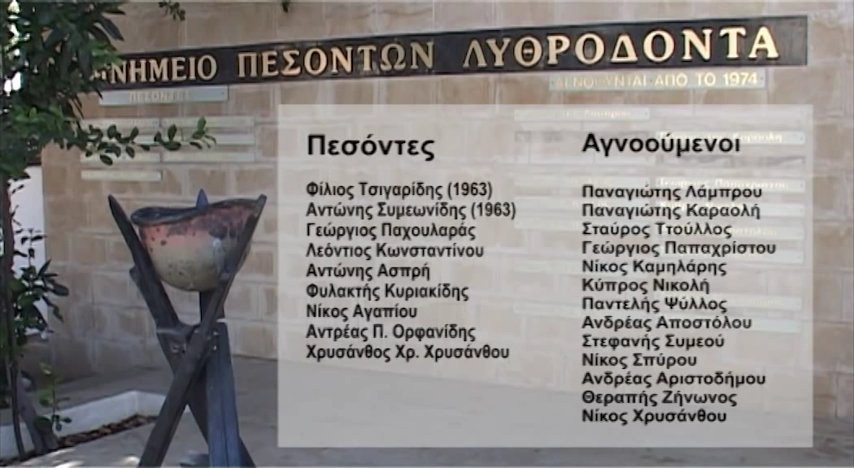 ΜΝΗΜΕΙΟ ΠΕΣΟΝΤΩΝ ΛΥΘΡΟΔΟΝΤΑ
ΠΕΣΟΝΤΕΣ
ΑΓΝΟΟΥΝΤΑΙ ΑΠΟ ΤΟ 1974
Πεσόντες
Φίλιος Τσιγαρίδης (1963)
Αντώνης Συμεωνίδης (1963)
Γεώργιος Παχουλαράς
Λεόντιος Κωνσταντίνου
Αντώνης Ασπρή
Φυλακτής Κυριακίδης
Νίκος Αγαπίου
Αντρέας Π. Ορφανίδης
Χρυσάνθος Χρ. Χρυσάνθου
Αγνοούμενοι
Παναγιώτης Λάμπρου
Παναγιώτης Καραολή
Σταύρος Ττούλλος
Γεώργιος Παπαχρίστου
Νίκος Καμηλάρης
Κύπρος Νικολή
Παντελής Ψύλλος
Ανδρέας Αποστόλου
Στεφανής Συμεού
Νίκος Σπύρου
Ανδρέας Αριστοδήμου
Θεραπής Ζήνωνος
Νίκος Χρυσάνθου